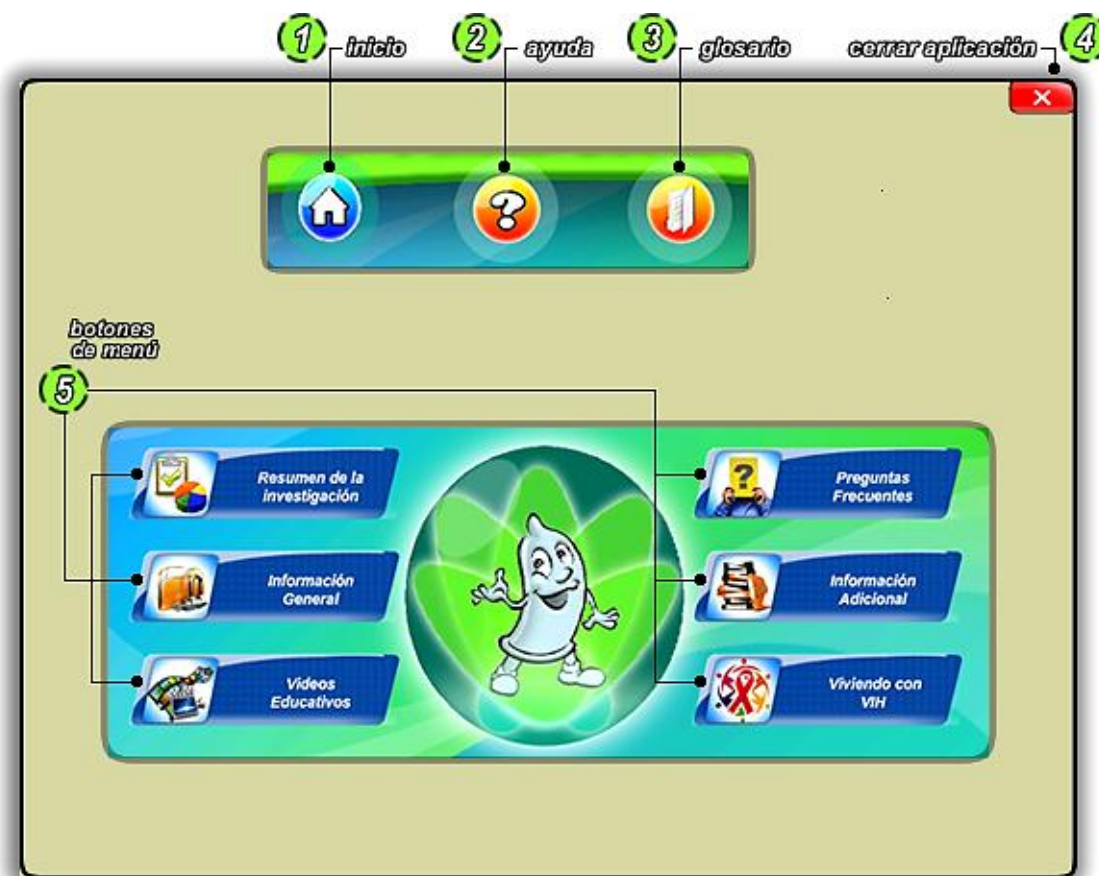 1 inicio
2 ayuda
3 glosario
cerrar aplicación 4
botones
de menú
5
Resumen de la
investigación
Preguntas
Frecuentes
Información
General
Información
Adicional
Videos
Educativos
Viviendo con
VIH